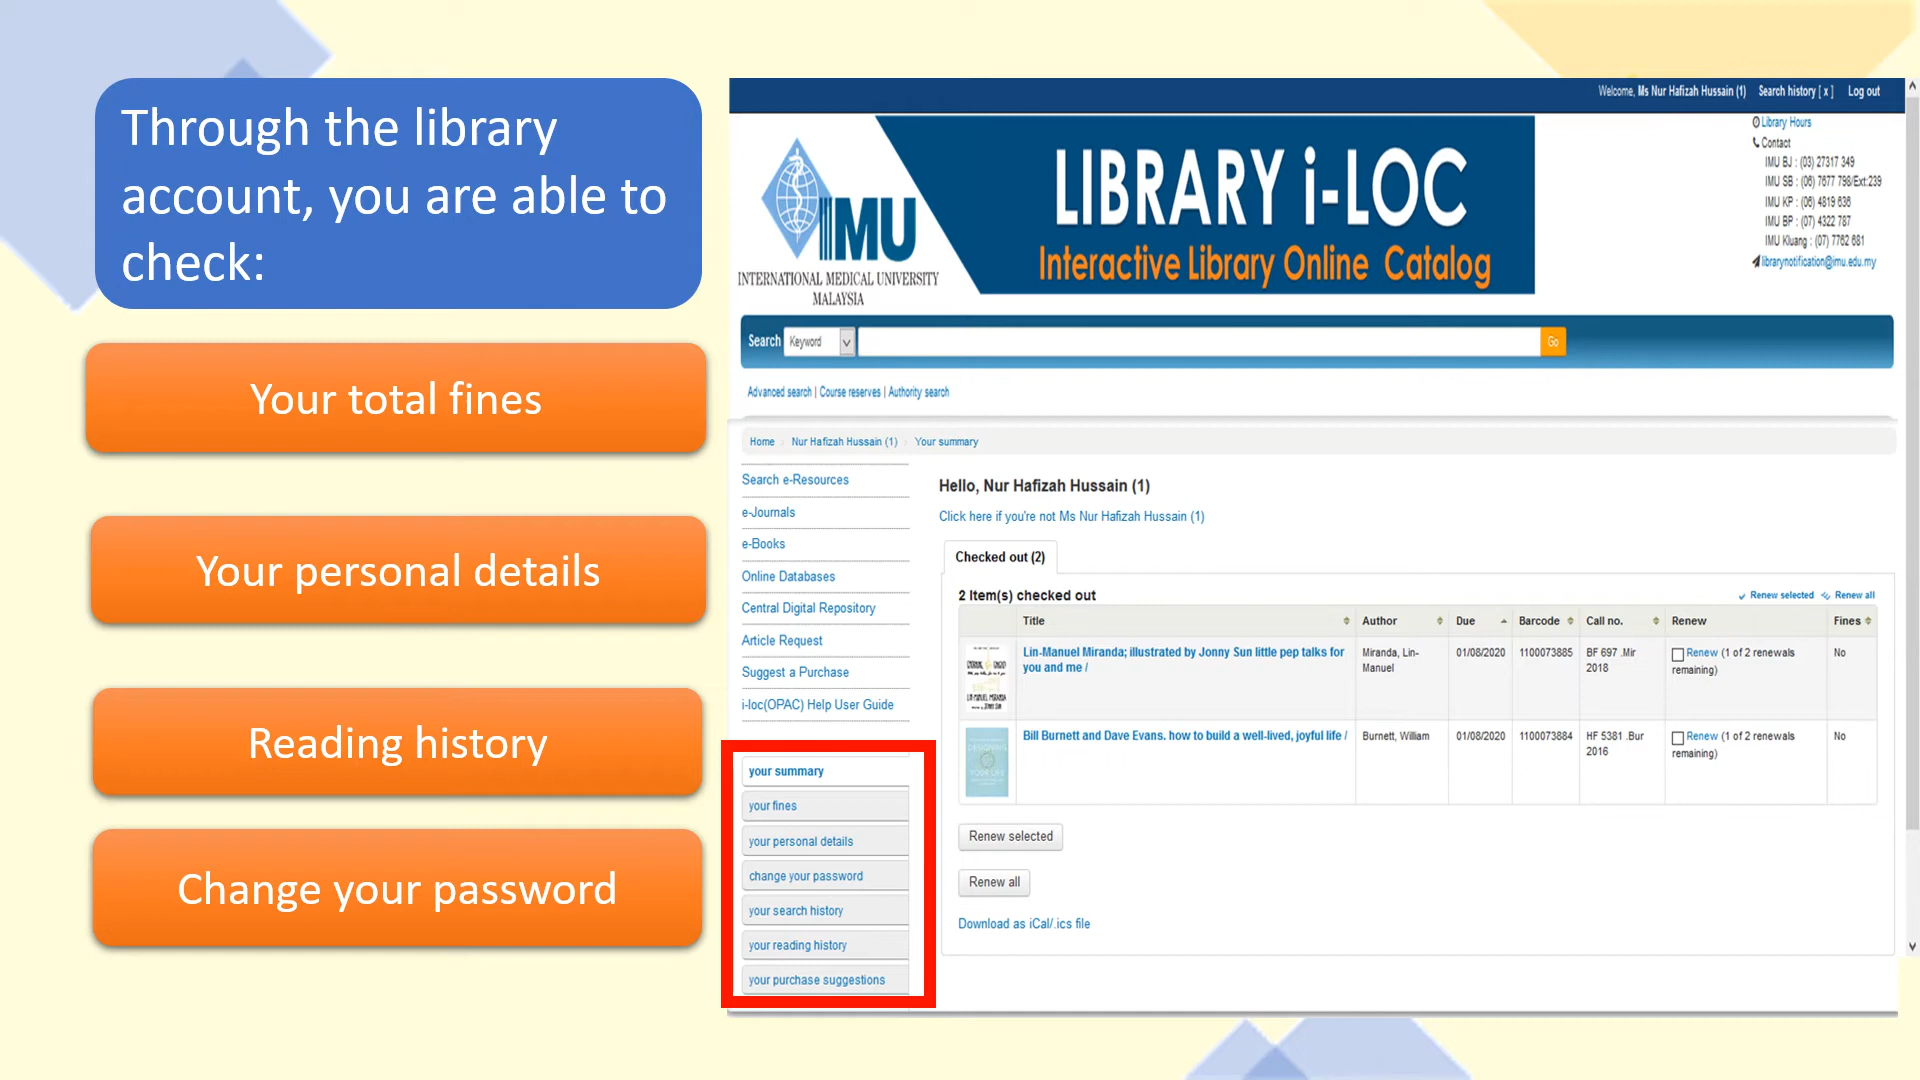 Through the library
account, you are able to
check:
Your total fines
Your personal details
Reading history
Change your password
Welcome, Ms Nur Hafizah Hussain (1) Search history [ x ] Log out
IMU
INTERNATIONAL MEDICAL UNIVERSITY
MALAYSIA
LIBRARY i-LOC
Interactive Library Online Catalog
Library Hours
Contact
IMU BJ : (03) 27317 349
IMU SB : (06) 7677 798/Ext:239
IMU KP : (06) 4819 636
IMU BP : (07) 4322 787
IMU Kluang : (07) 7762 681
librarynotification@imu.edu.my
Search Keyword Go
Advanced search | Course reserves | Authority search
Home Nur Hafizah Hussain (1) Your summary
Search e-Resources
e-Journals
e-Books
Online Databases
Central Digital Repository
Article Request
Suggest a Purchase
i-loc(OPAC) Help User Guide
your summary
your fines
your personal details
change your password
your search history
your reading history
your purchase suggestions
Hello, Nur Hafizah Hussain (1)
Click here if you're not Ms Nur Hafizah Hussain (1)
Checked out (2)
2 Item(s) checked out Renew selected Renew all
Title Author Due Barcode Call no. Renew Fines
Lin-Manuel Miranda; illustrated by Jonny Sun little pep talks for
you and me /
Miranda, Lin-
Manuel
01/08/2020 1100073885
BF 697 .Mir
2018
Renew (1 of 2 renewals
remaining)
No
Bill Burnett and Dave Evans. how to build a well-lived, joyful life /
Burnett, William
01/08/2020 1100073884
HF 5381 .Bur
2016
Renew (1 of 2 renewals
remaining)
No
DESIGNING
YOUR LIFE
Renew selected
Renew all
Download as iCal/.ics file